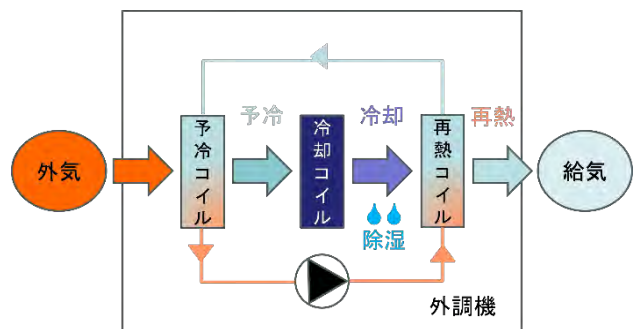 外気
予冷コイル
予冷
冷却コイル
冷却
除湿
再熱コイル
再熱
給気
外調機